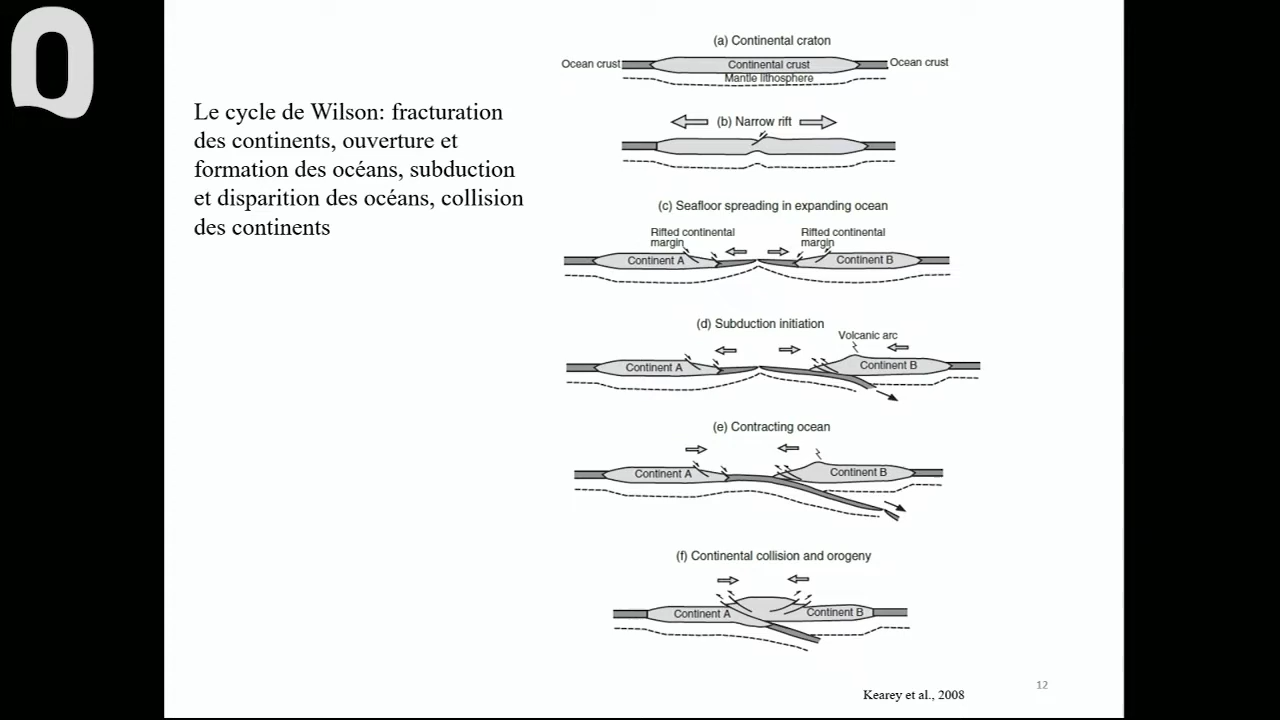 Q
Le cycle de Wilson: fracturation
des continents, ouverture et
formation des océans, subduction
et disparition des océans, collision
des continents
(a) Continental craton
Ocean crust
Continental crust
Ocean crust
Mantle lithosphere
(b) Narrow rift
(c) Seafloor spreading in expanding ocean
Rifted continental
margin
Rifted continental
margin
Continent A
Continent B
(d) Subduction initiation
Volcanic arc
Continent A
Continent B
(e) Contracting ocean
Continent A
Continent B
(f) Continental collision and orogeny
Continent A
Continent B
Kearey et al., 2008
12